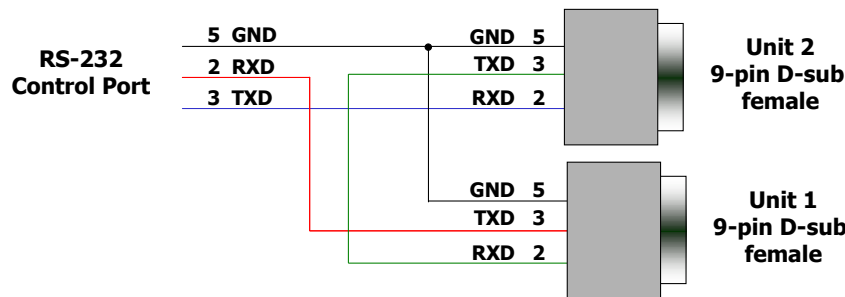 RS-232
Control Port
5 GND
2 RXD
3 TXD
GND 5
TXD 3
RXD 2
Unit 2
9-pin D-sub
female
GND 5
TXD 3
RXD 2
Unit 1
9-pin D-sub
female